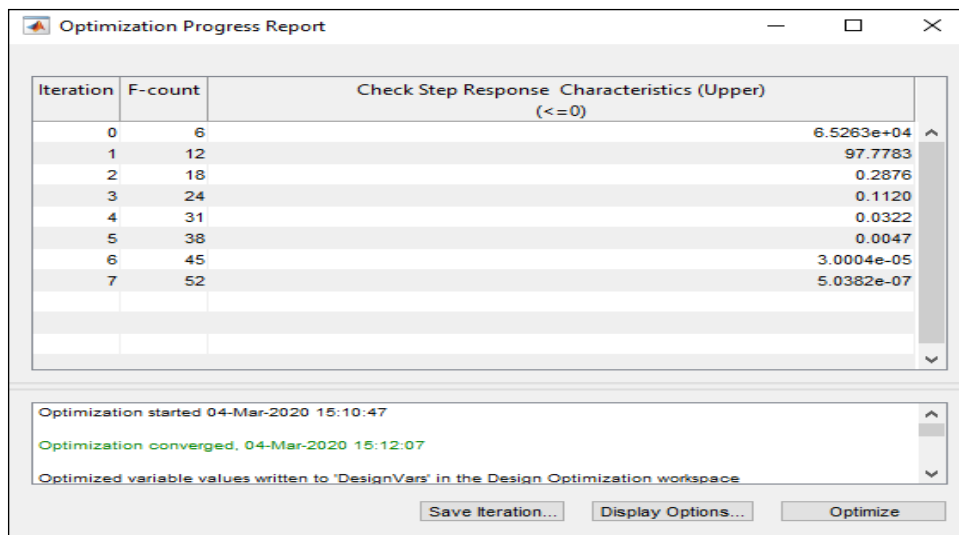 Optimization Progress Report
Iteration F-count Check Step Response Characteristics (Upper)
(<=0)
0 6 6.5263e+04
1 12 97.7783
2 18 0.2876
3 24 0.1120
4 31 0.0322
5 38 0.0047
6 45 3.0004e-05
7 52 5.0382e-07
Optimization started 04-Mar-2020 15:10:47
Optimization converged, 04-Mar-2020 15:12:07
Optimized variable values written to 'DesignVars' in the Design Optimization workspace
Save Iteration... Display Options... Optimize